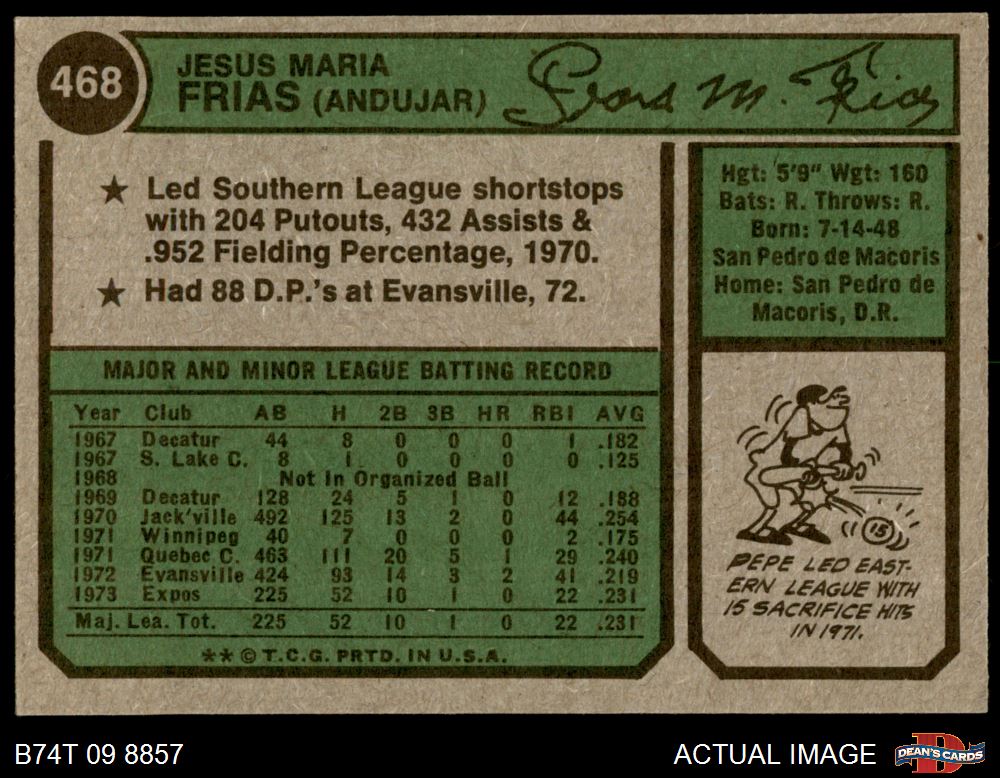 468
JESUS MARIA
FRIAS (ANDUJAR)
Jesus M. Frias
★ Led Southern League shortstops
with 204 Putouts, 432 Assists &
.952 Fielding Percentage, 1970.
★ Had 88 D.P.'s at Evansville, 72.
Hgt: 5'9" Wgt: 160
Bats: R. Throws: R.
Born: 7-14-48
San Pedro de Macoris
Home: San Pedro de
Macoris, D.R.
MAJOR AND MINOR LEAGUE BATTING RECORD
Year Club AB H 2B 3B HR RBI AVG
1967 Decatur 44 8 0 0 0 1 .182
1967 S. Lake C. 8 1 0 0 0 0 .125
1968 Not In Organized Ball
1969 Decatur 128 24 5 1 0 12 .188
1970 Jack'ville 492 125 13 2 0 44 .254
1971 Winnipeg 40 7 0 0 0 2 .175
1971 Quebec C. 463 111 20 5 1 29 .240
1972 Evansville 424 93 14 3 2 41 .219
1973 Expos 225 52 10 1 0 22 .231
Maj. Lea. Tot. 225 52 10 1 0 22 .231
** © T.C.G. PRTD. IN U.S.A.
15
PEPE LED EAST-
ERN LEAGUE WITH
15 SACRIFICE HITS
IN 1971.
B74T 09 8857
ACTUAL IMAGE
D
DEAN'S CARDS